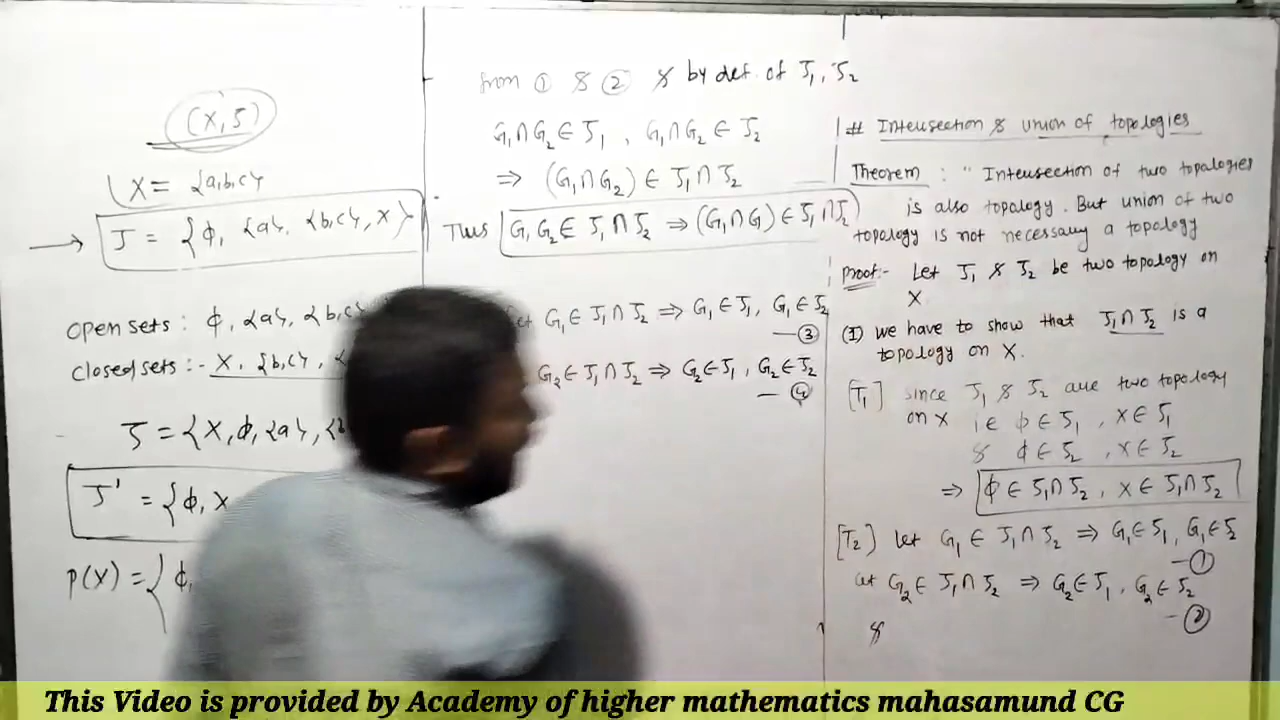 (X, J)
X = {a,b,c}
J = {ϕ, {a}, {b,c}, X}
open sets : ϕ, {a}, {b,c}
closed sets :- X, {b,c},
J = {X, ϕ, {a}, {b
J' = {ϕ, X
P(X) = { ϕ,
from ① & ② & by def. of J₁, J₂
G₁∩G₂ ∈ J₁ , G₁∩G₂ ∈ J₂
⇒ (G₁∩G₂) ∈ J₁∩J₂
Thus G₁ G₂ ∈ J₁∩J₂ ⇒ (G₁∩G) ∈ J₁∩J₂
G₁ ∈ J₁∩J₂ ⇒ G₁ ∈ J₁, G₁ ∈ J₂
—③
G₂ ∈ J₁∩J₂ ⇒ G₂ ∈ J₁ , G₂ ∈ J₂
—④
# Intersection & union of topologies
Theorem : " Intersection of two topalogies
is also topology. But union of two
topology is not necessary a topology
Proof:- Let J₁ & J₂ be two topology on
X
(I) we have to show that J₁∩J₂ is a
topology on X.
[T₁] since J₁ & J₂ are two topology
on X ie ϕ ∈ J₁ , X ∈ J₁
& ϕ ∈ J₂ , X ∈ J₂
⇒ ϕ ∈ J₁∩J₂ , X ∈ J₁∩J₂
[T₂] let G₁ ∈ J₁∩J₂ ⇒ G₁∈J₁, G₁∈J₂
—①
let G₂ ∈ J₁∩J₂ ⇒ G₂∈J₁ , G₂∈J₂
—②
&
This Video is provided by Academy of higher mathematics mahasamund CG